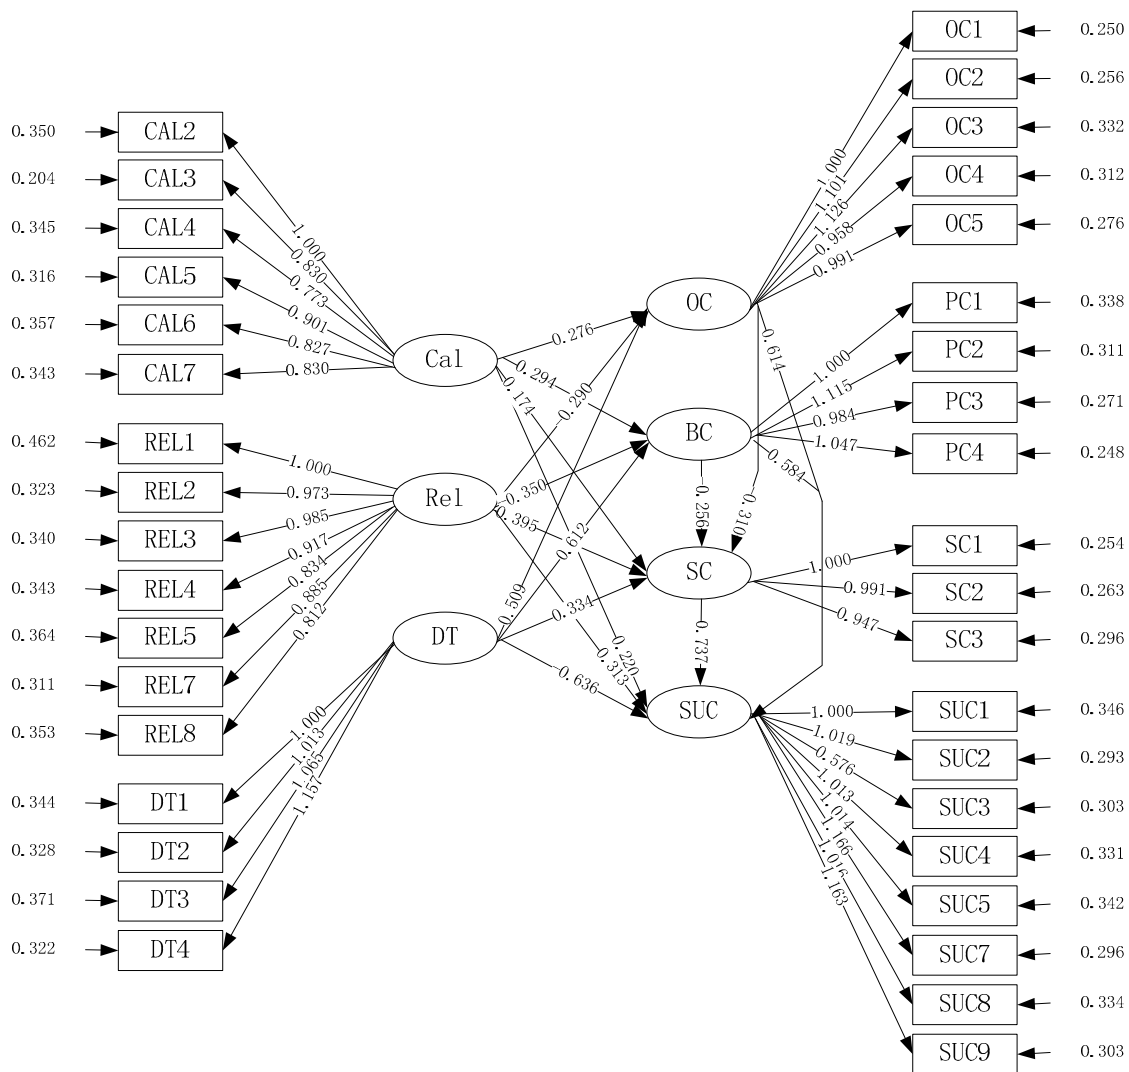 0.350 CAL2
0.204 CAL3
0.345 CAL4
0.316 CAL5
0.357 CAL6
0.343 CAL7
0.462 REL1
0.323 REL2
0.340 REL3
0.343 REL4
0.364 REL5
0.311 REL7
0.353 REL8
0.344 DT1
0.328 DT2
0.371 DT3
0.322 DT4
1.000
0.830
0.773
0.901
0.827
0.830
1.000
0.973
0.985
0.917
0.834
0.885
0.812
1.000
1.013
1.065
1.157
Cal
Rel
DT
0.276
0.294
0.174
0.220
0.290
0.350
0.395
0.313
0.509
0.612
0.334
0.636
OC
BC
SC
SUC
0.256
0.310
0.737
0.614
0.584
1.000
1.101
1.126
0.958
0.991
1.000
1.115
0.984
1.047
1.000
0.991
0.947
1.000
1.019
0.576
1.013
1.014
1.166
1.016
1.163
OC1 0.250
OC2 0.256
OC3 0.332
OC4 0.312
OC5 0.276
PC1 0.338
PC2 0.311
PC3 0.271
PC4 0.248
SC1 0.254
SC2 0.263
SC3 0.296
SUC1 0.346
SUC2 0.293
SUC3 0.303
SUC4 0.331
SUC5 0.342
SUC7 0.296
SUC8 0.334
SUC9 0.303